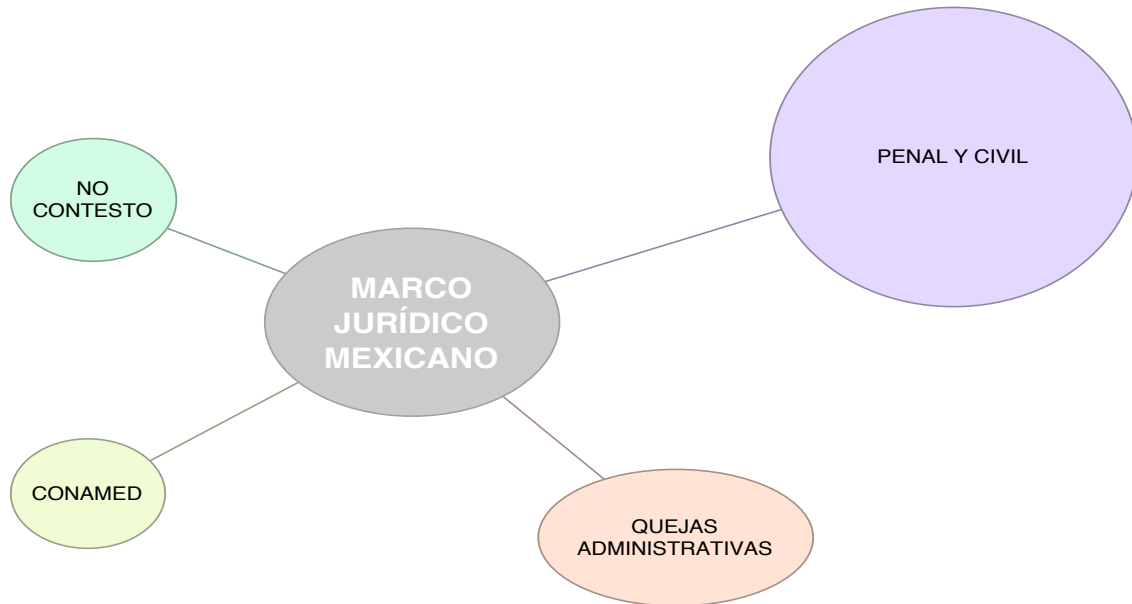 PENAL Y CIVIL
NO
CONTESTO
MARCO
JURÍDICO
MEXICANO
CONAMED
QUEJAS
ADMINISTRATIVAS